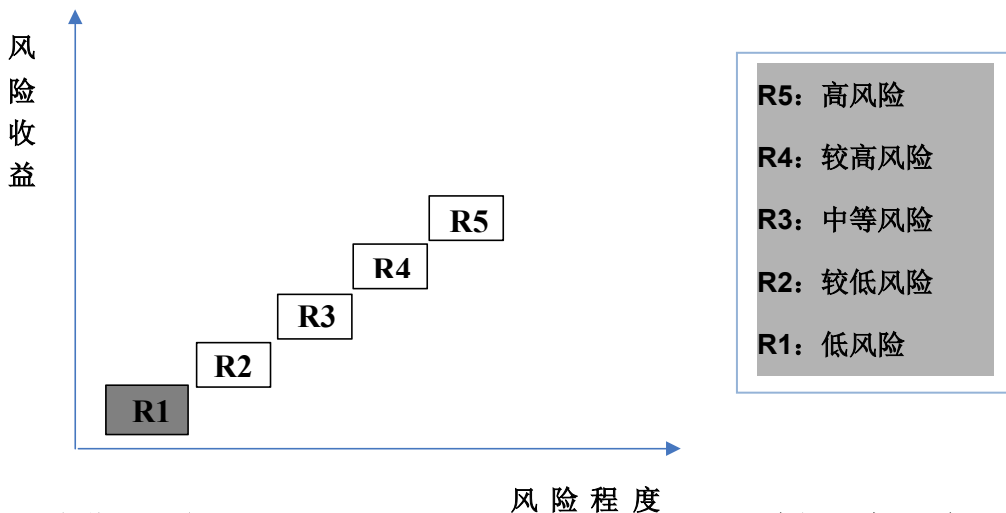 风
险
收
益
R5
R4
R3
R2
R1
风 险 程 度
R5：高风险
R4：较高风险
R3：中等风险
R2：较低风险
R1：低风险